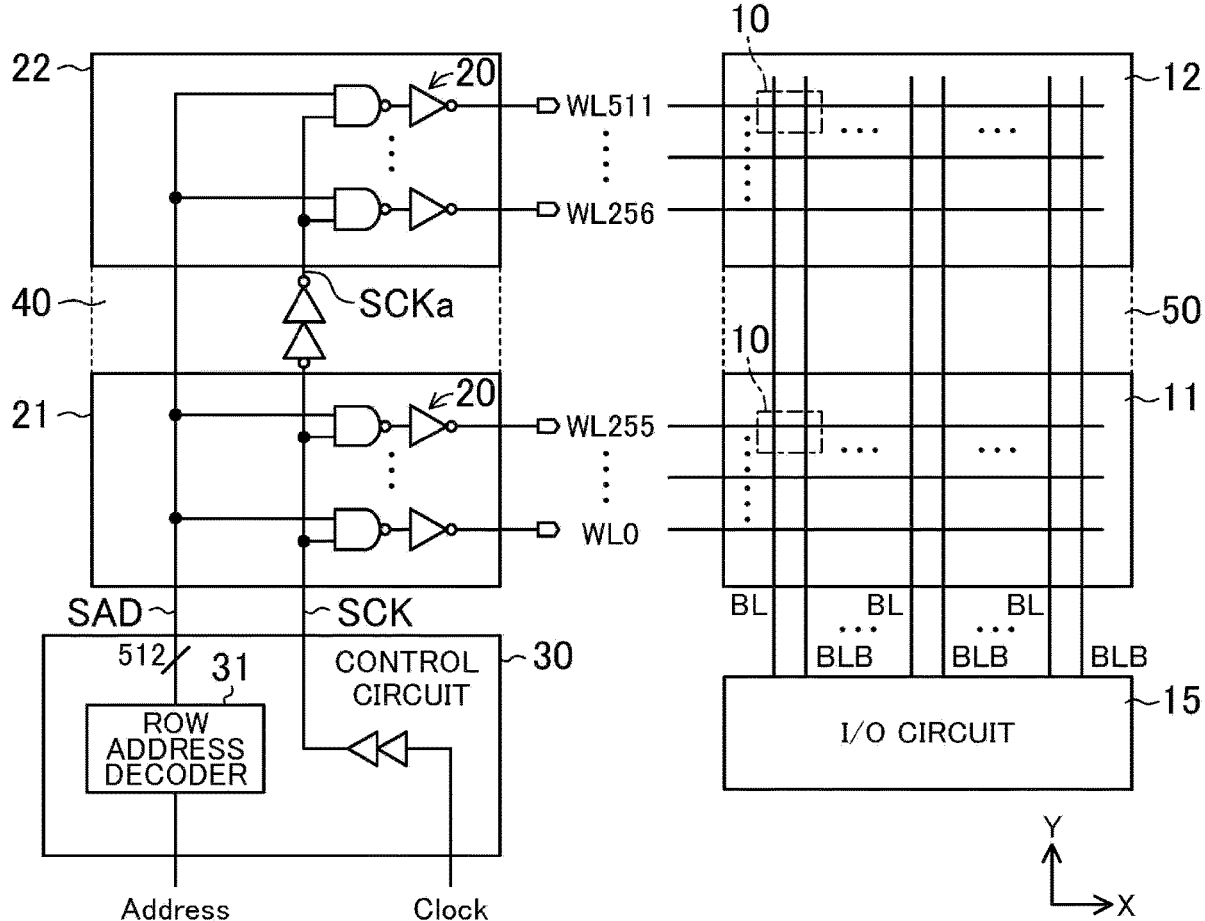 22
20
WL511
10
12
WL256
40
SCKa
50
21
20
WL255
10
11
WL0
SAD
SCK
BL
BL
BL
BLB
BLB
BLB
512
31
CONTROL
CIRCUIT
30
ROW
ADDRESS
DECODER
I/O CIRCUIT
15
Address
Clock
Y
X